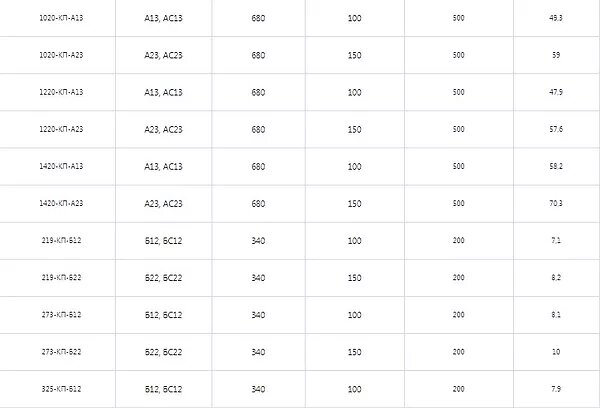 1020-КП-А13 А13, АС13 680 100 500 49.3
1020-КП-А23 А23, АС23 680 150 500 59
1220-КП-А13 А13, АС13 680 100 500 47.9
1220-КП-А23 А23, АС23 680 150 500 57.6
1420-КП-А13 А13, АС13 680 100 500 58.2
1420-КП-А23 А23, АС23 680 150 500 70.3
219-КП-Б12 Б12, БС12 340 100 200 7,1.
219-КП-Б22 Б22, БС22 340 150 200 8.2
273-КП-Б12 Б12, БС12 340 100 200 8.1
273-КП-Б22 Б22, БС22 340 150 200 10
325-КП-Б12 Б12, БС12 340 100 200 7.9